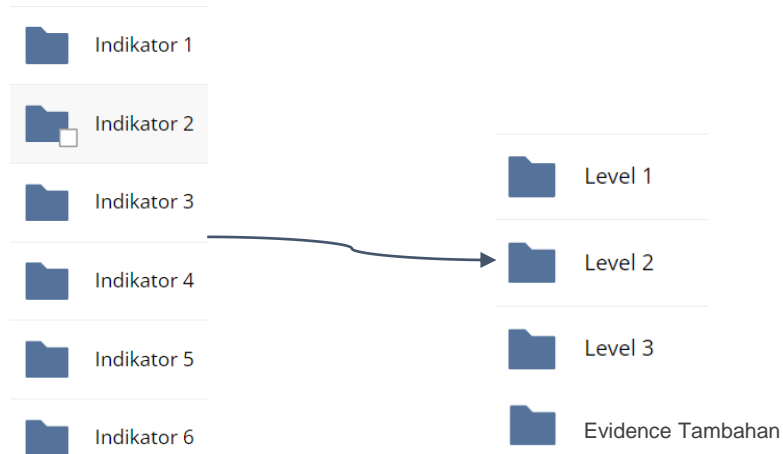 Indikator 1
Indikator 2
Indikator 3
Indikator 4
Indikator 5
Indikator 6
Level 1
Level 2
Level 3
Evidence Tambahan